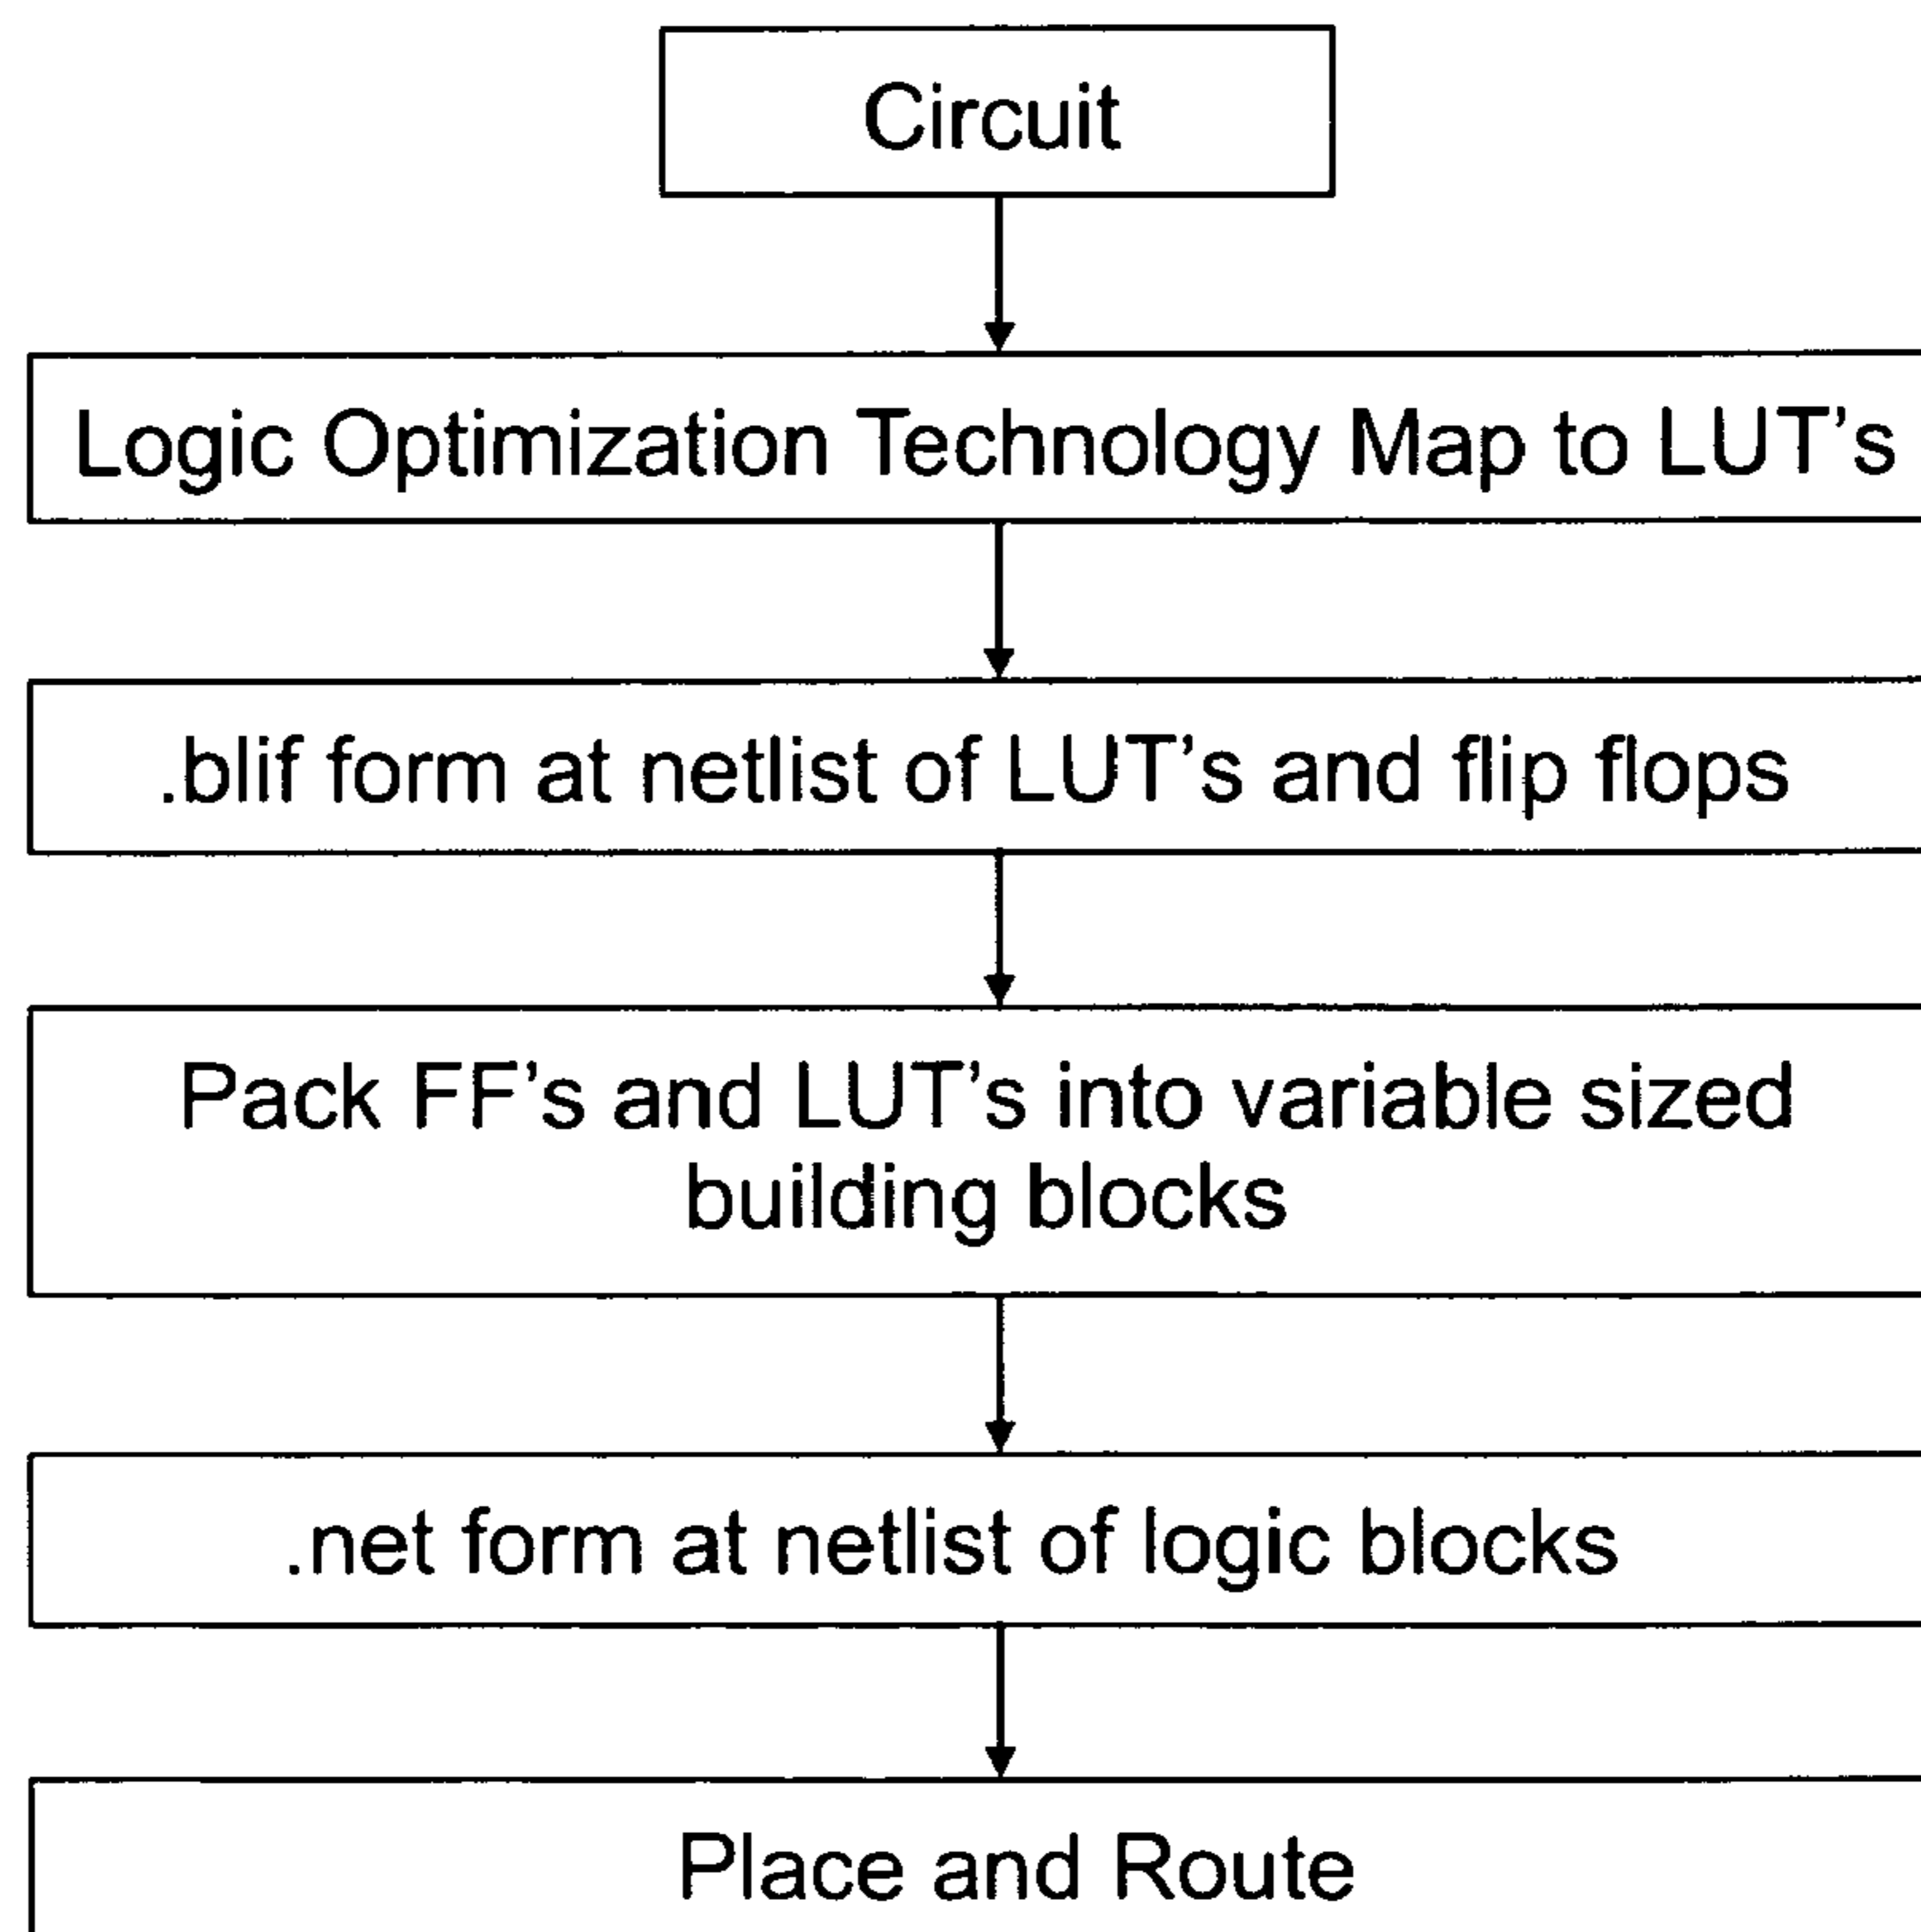 Circuit
Logic Optimization Technology Map to LUT's
.blif form at netlist of LUT's and flip flops
Pack FF's and LUT's into variable sized
building blocks
.net form at netlist of logic blocks
Place and Route